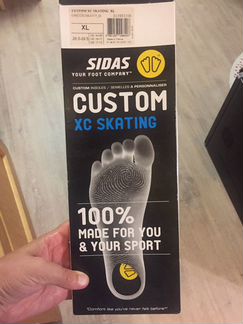 XL
SIDAS
YOUR FOOT COMPANY™
CUSTOM INSOLES / SEMELLES À PERSONNALISER
CUSTOM
XC SKATING
100%
MADE FOR YOU
& YOUR SPORT
"Comfort like you've never felt before!"